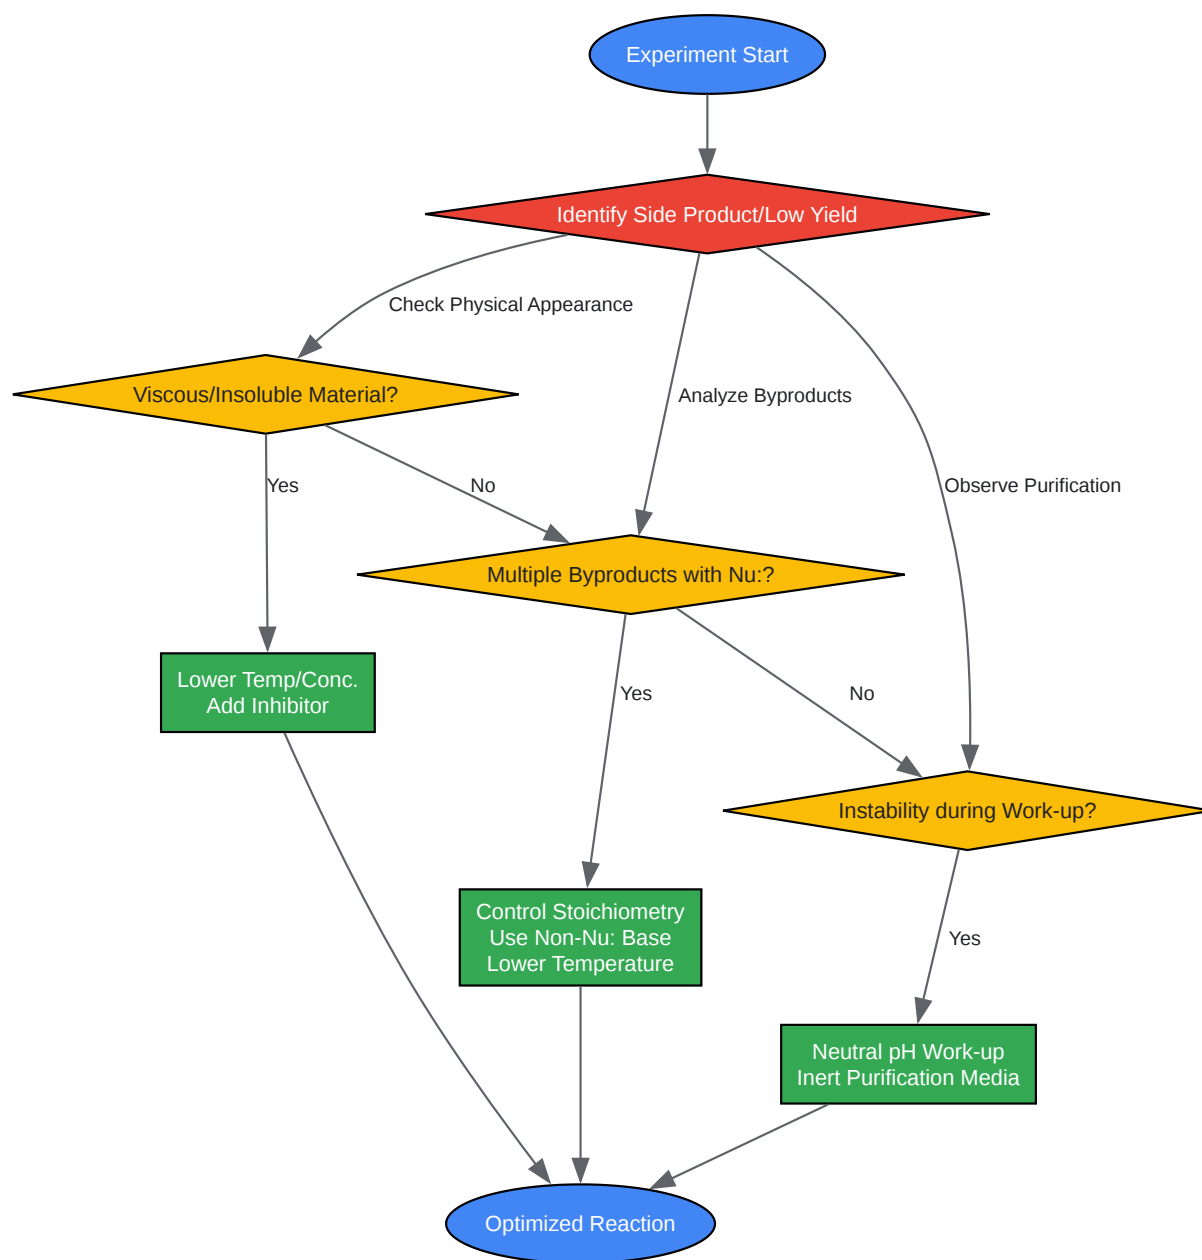 Experiment Start
Identify Side Product/Low Yield
Check Physical Appearance
Viscous/Insoluble Material?
Analyze Byproducts
Yes
No
Observe Purification
Multiple Byproducts with Nu:?
Lower Temp/Conc.
Add Inhibitor
Yes
No
Instability during Work-up?
Control Stoichiometry
Use Non-Nu: Base
Lower Temperature
Yes
Neutral pH Work-up
Inert Purification Media
Optimized Reaction